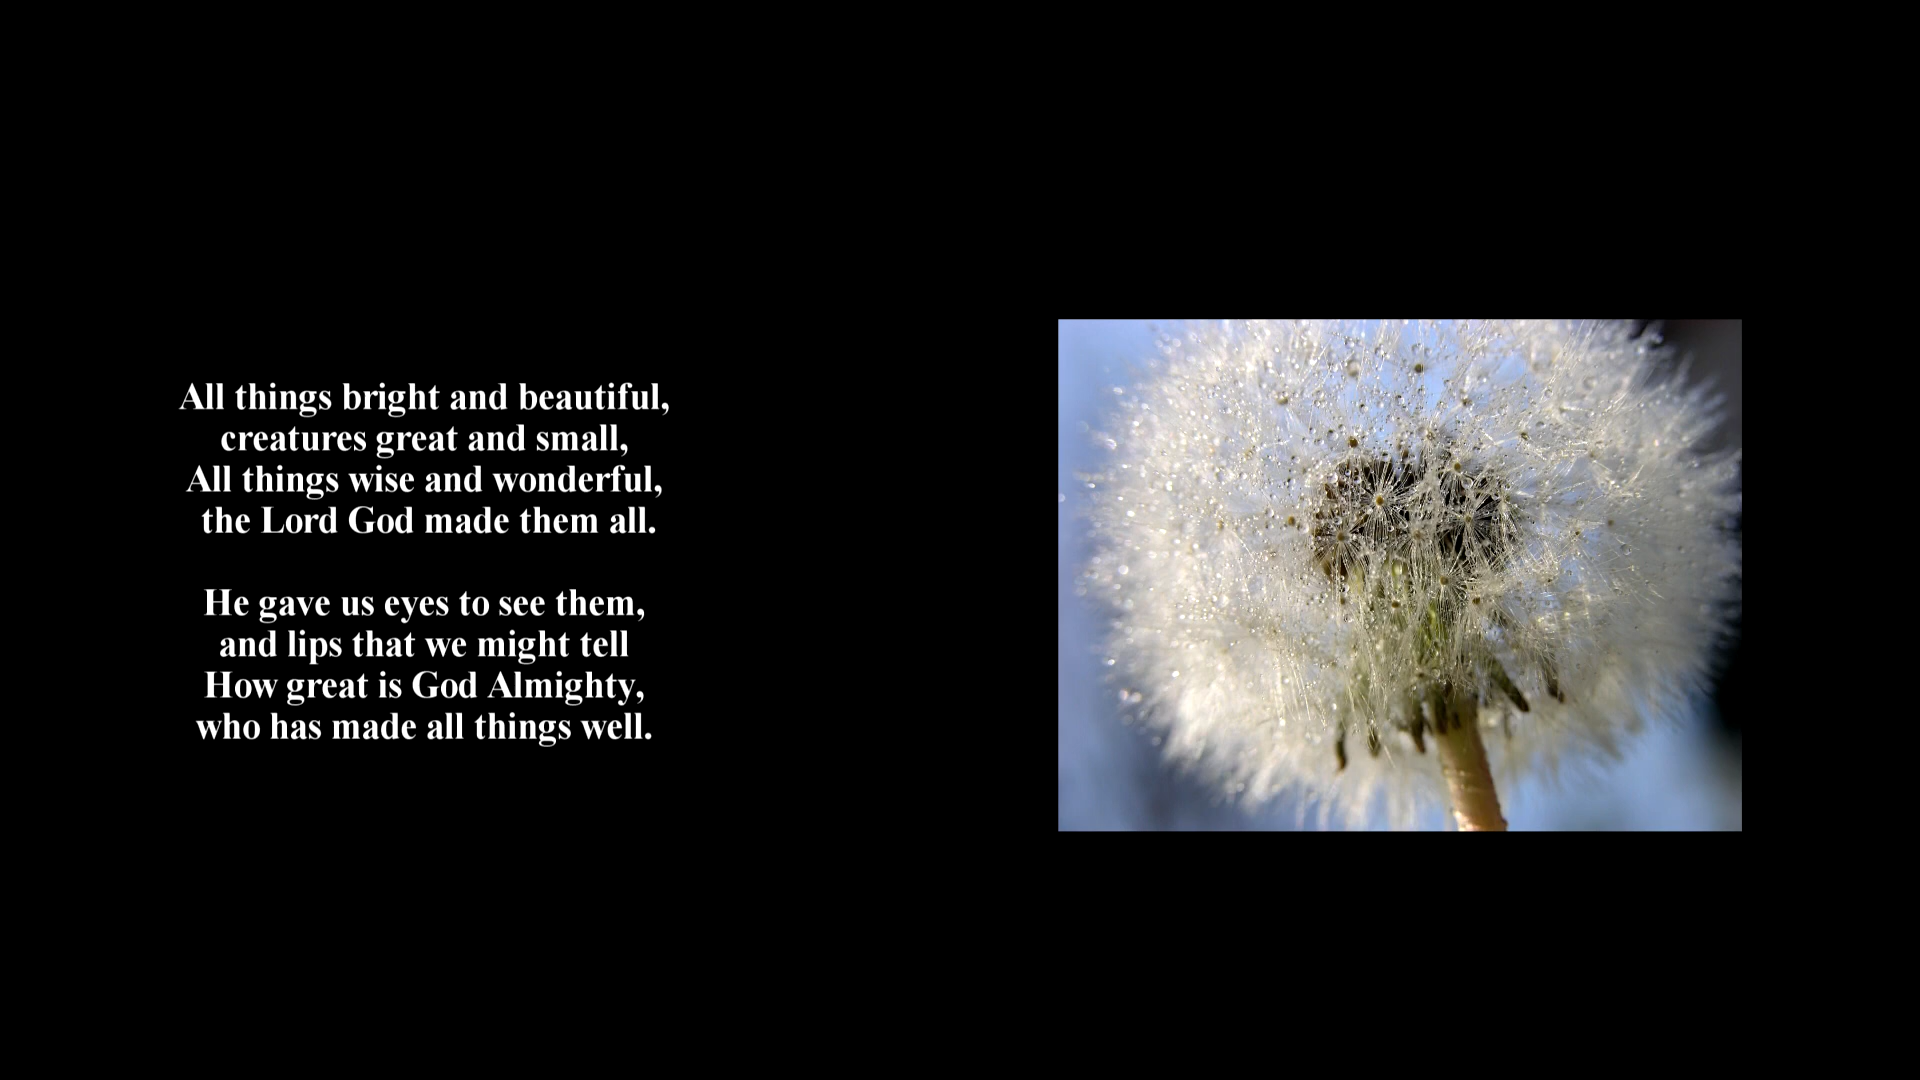 All things bright and beautiful,
creatures great and small,
All things wise and wonderful,
the Lord God made them all.
He gave us eyes to see them,
and lips that we might tell
How great is God Almighty,
who has made all things well.